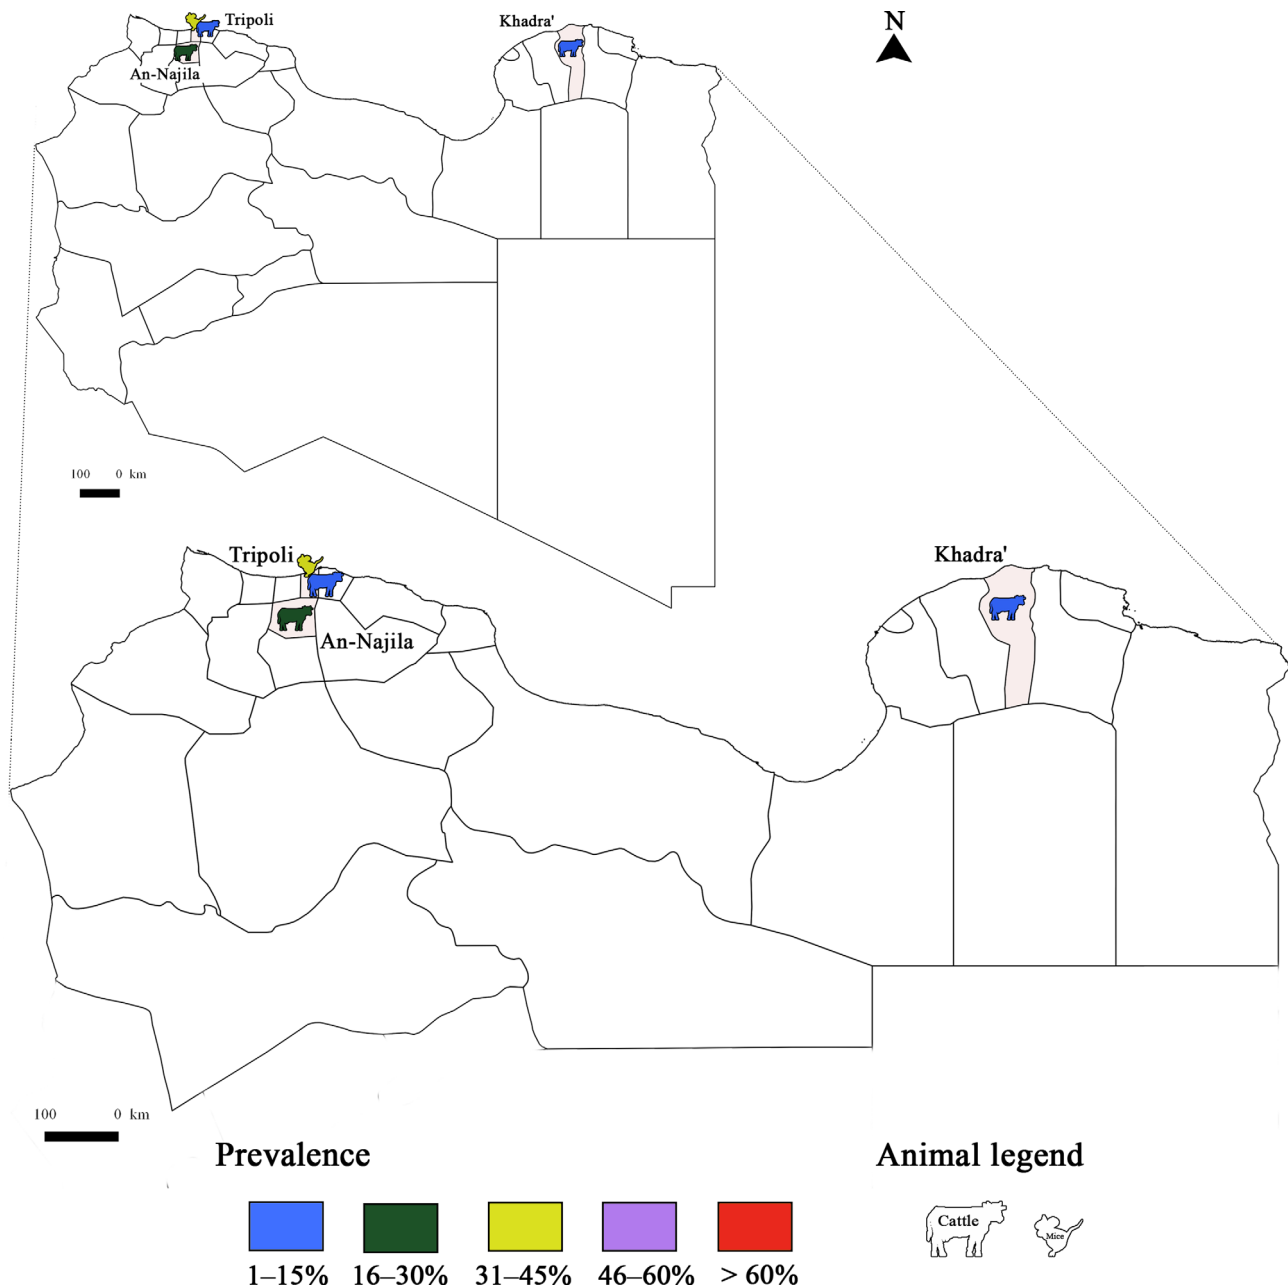 Tripoli
Khadra'
N
An-Najila
100 0 km
Tripoli
Khadra'
An-Najila
100 0 km
Prevalence
Animal legend
Cattle
Mice
1–15% 16–30% 31–45% 46–60% > 60%